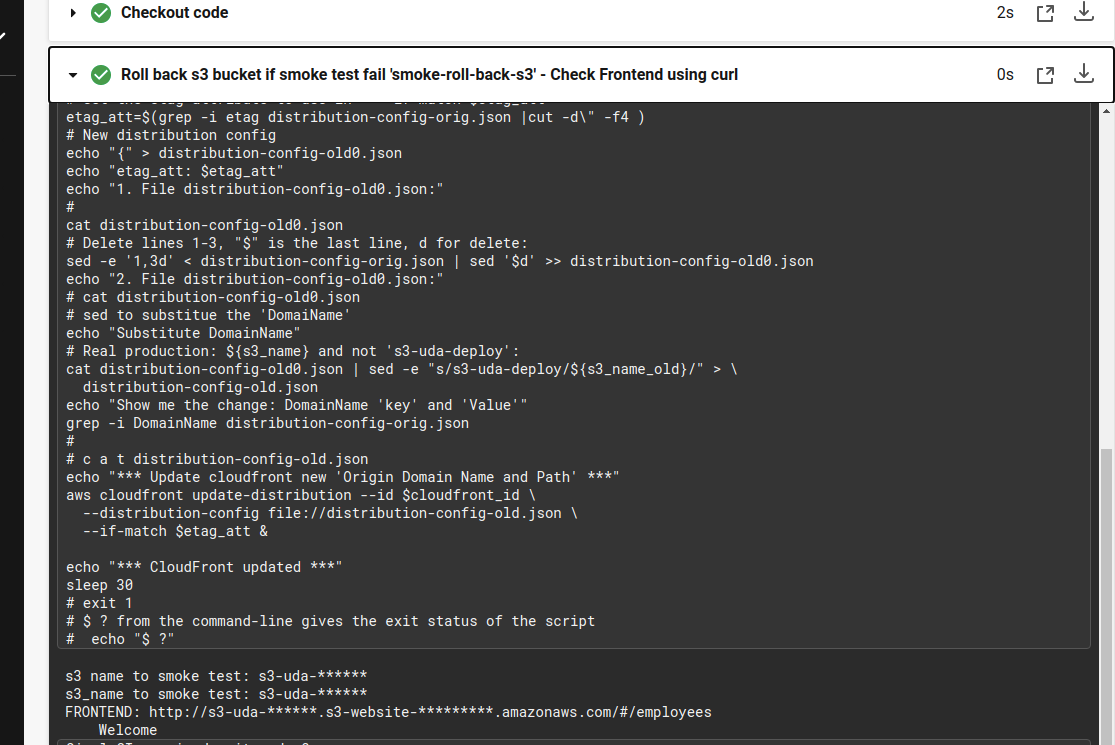 Checkout code 2s
Roll back s3 bucket if smoke test fail 'smoke-roll-back-s3' - Check Frontend using curl 0s
etag_att=$(grep -i etag distribution-config-orig.json |cut -d\" -f4 )
# New distribution config
echo "{" > distribution-config-old0.json
echo "etag_att: $etag_att"
echo "1. File distribution-config-old0.json:"
#
cat distribution-config-old0.json
# Delete lines 1-3, "$" is the last line, d for delete:
sed -e '1,3d' < distribution-config-orig.json | sed '$d' >> distribution-config-old0.json
echo "2. File distribution-config-old0.json:"
# cat distribution-config-old0.json
# sed to substitue the 'DomaiName'
echo "Substitute DomainName"
# Real production: ${s3_name} and not 's3-uda-deploy':
cat distribution-config-old0.json | sed -e "s/s3-uda-deploy/${s3_name_old}/" > \
  distribution-config-old.json
echo "Show me the change: DomainName 'key' and 'Value'"
grep -i DomainName distribution-config-orig.json
#
# c a t distribution-config-old.json
echo "*** Update cloudfront new 'Origin Domain Name and Path' ***"
aws cloudfront update-distribution --id $cloudfront_id \
  --distribution-config file://distribution-config-old.json \
  --if-match $etag_att &
echo "*** CloudFront updated ***"
sleep 30
# exit 1
# $ ? from the command-line gives the exit status of the script
#  echo "$ ?"
s3 name to smoke test: s3-uda-******
s3_name to smoke test: s3-uda-******
FRONTEND: http://s3-uda-******.s3-website-*********.amazonaws.com/#/employees
    Welcome